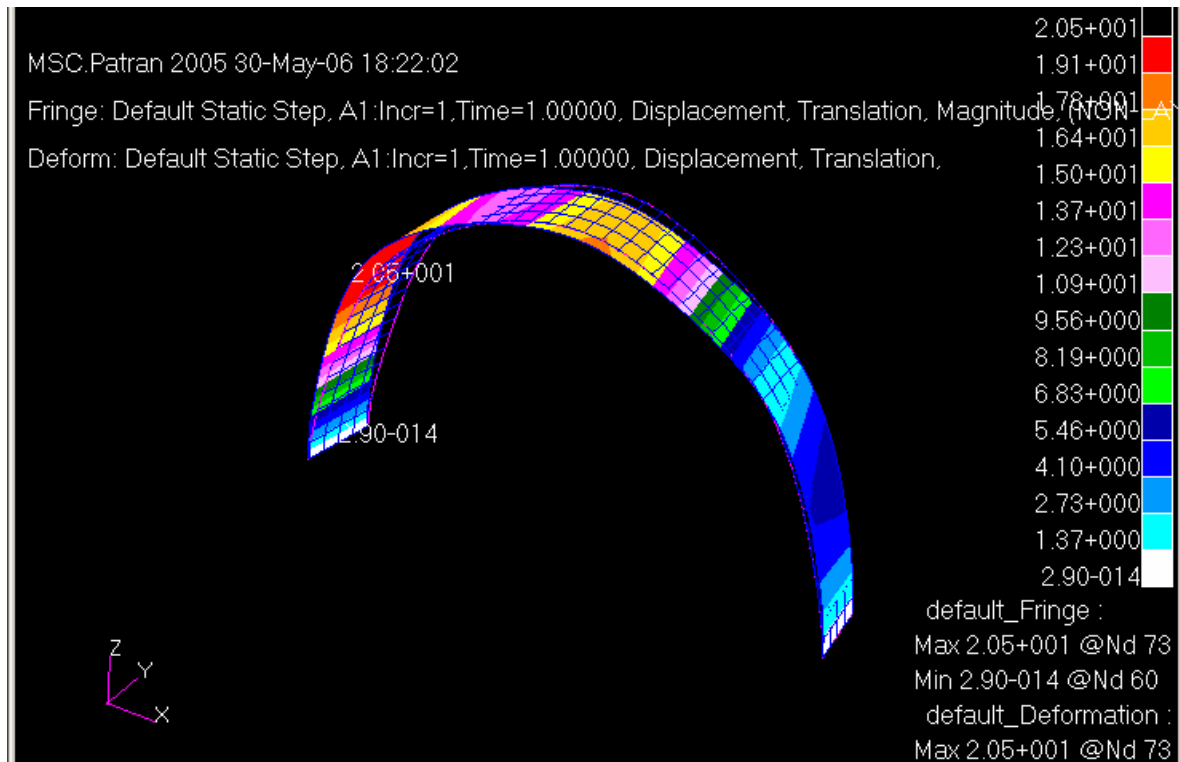 MSC.Patran 2005 30-May-06 18:22:02
Fringe: Default Static Step, A1:Incr=1,Time=1.00000, Displacement, Translation, Magnitude, (NON-
Deform: Default Static Step, A1:Incr=1,Time=1.00000, Displacement, Translation,
2.05+001
1.91+001
1.78+001
1.64+001
1.50+001
1.37+001
1.23+001
1.09+001
9.56+000
8.19+000
6.83+000
5.46+000
4.10+000
2.73+000
1.37+000
2.90-014
2.05+001
2.90-014
default_Fringe :
Max 2.05+001 @Nd 73
Min 2.90-014 @Nd 60
default_Deformation :
Max 2.05+001 @Nd 73
Z
Y
X